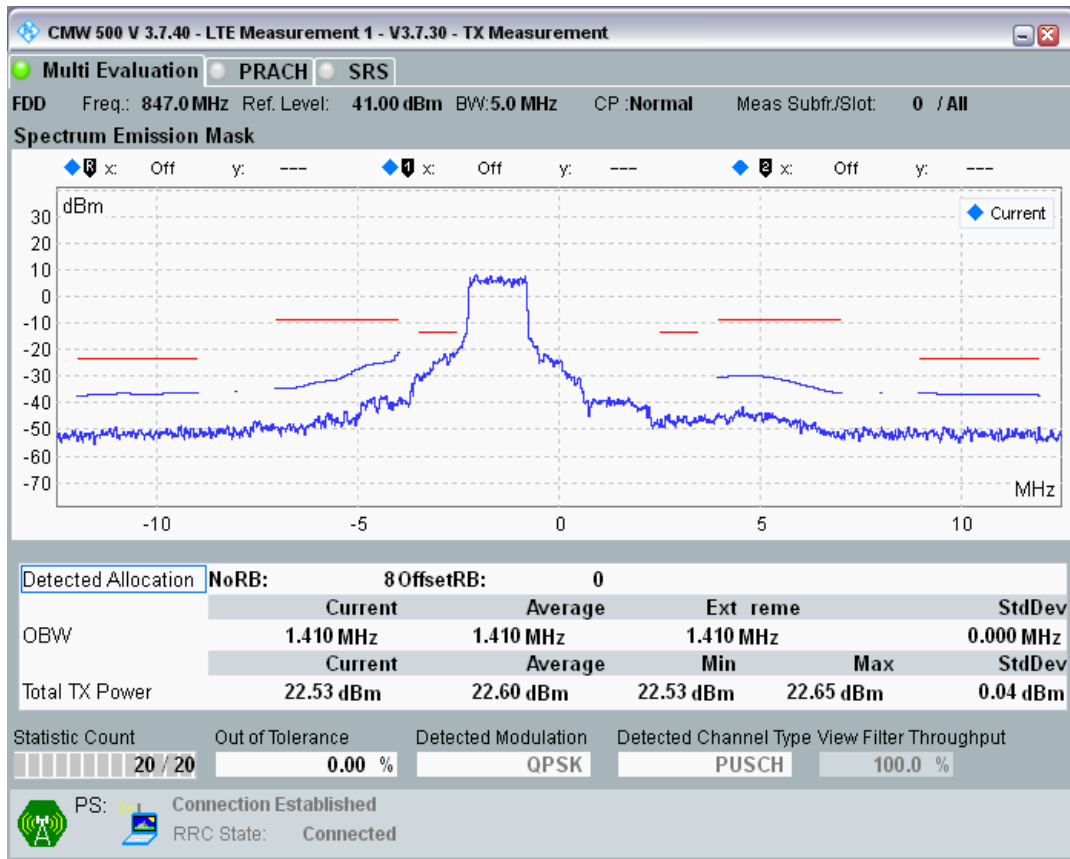 CMW 500 V 3.7.40 - LTE Measurement 1 - V3.7.30 - TX Measurement
Multi Evaluation PRACH SRS
FDD Freq.: 847.0 MHz Ref. Level: 41.00 dBm BW:5.0 MHz CP :Normal Meas Subfr./Slot: 0 / All
Spectrum Emission Mask
R x: Off y: --- 1 x: Off y: --- 2 x: Off y: ---
dBm
Current
30
20
10
0
-10
-20
-30
-40
-50
-60
-70
MHz
-10 -5 0 5 10
Detected Allocation NoRB: 8 OffsetRB: 0
Current Average Ext reme StdDev
OBW 1.410 MHz 1.410 MHz 1.410 MHz 0.000 MHz
Current Average Min Max StdDev
Total TX Power 22.53 dBm 22.60 dBm 22.53 dBm 22.65 dBm 0.04 dBm
Statistic Count Out of Tolerance Detected Modulation Detected Channel Type View Filter Throughput
20 / 20 0.00 % QPSK PUSCH 100.0 %
PS: Connection Established
RRC State: Connected